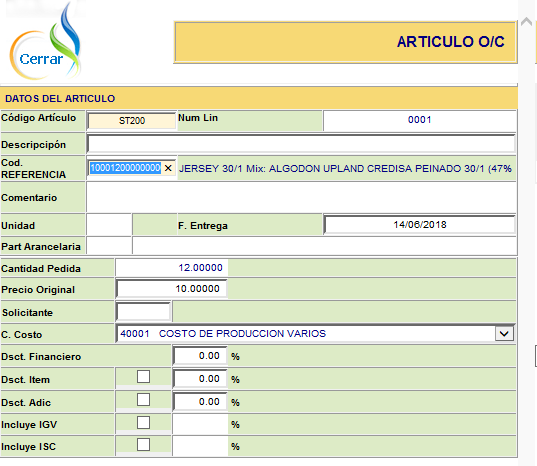 Cerrar
ARTICULO O/C
DATOS DEL ARTICULO
Código Artículo ST200 Num Lin 0001
Descripcipón
Cod. REFERENCIA 10001200000000 × JERSEY 30/1 Mix: ALGODON UPLAND CREDISA PEINADO 30/1 (47%
Comentario
Unidad F. Entrega 14/06/2018
Part Arancelaria
Cantidad Pedida 12.00000
Precio Original 10.00000
Solicitante
C. Costo 40001 COSTO DE PRODUCCION VARIOS
Dsct. Financiero 0.00 %
Dsct. Item 0.00 %
Dsct. Adic 0.00 %
Incluye IGV %
Incluye ISC %